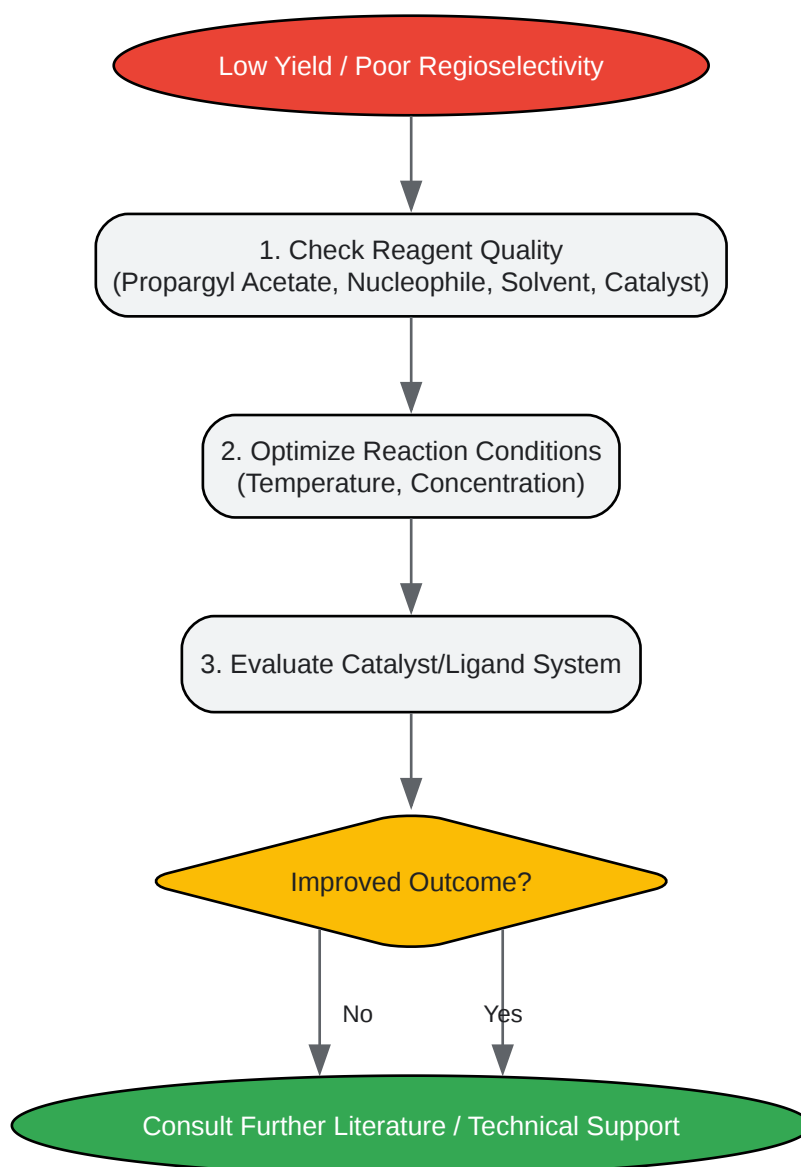 Low Yield / Poor Regioselectivity
1. Check Reagent Quality
(Propargyl Acetate, Nucleophile, Solvent, Catalyst)
2. Optimize Reaction Conditions
(Temperature, Concentration)
3. Evaluate Catalyst/Ligand System
Improved Outcome?
No
Yes
Consult Further Literature / Technical Support